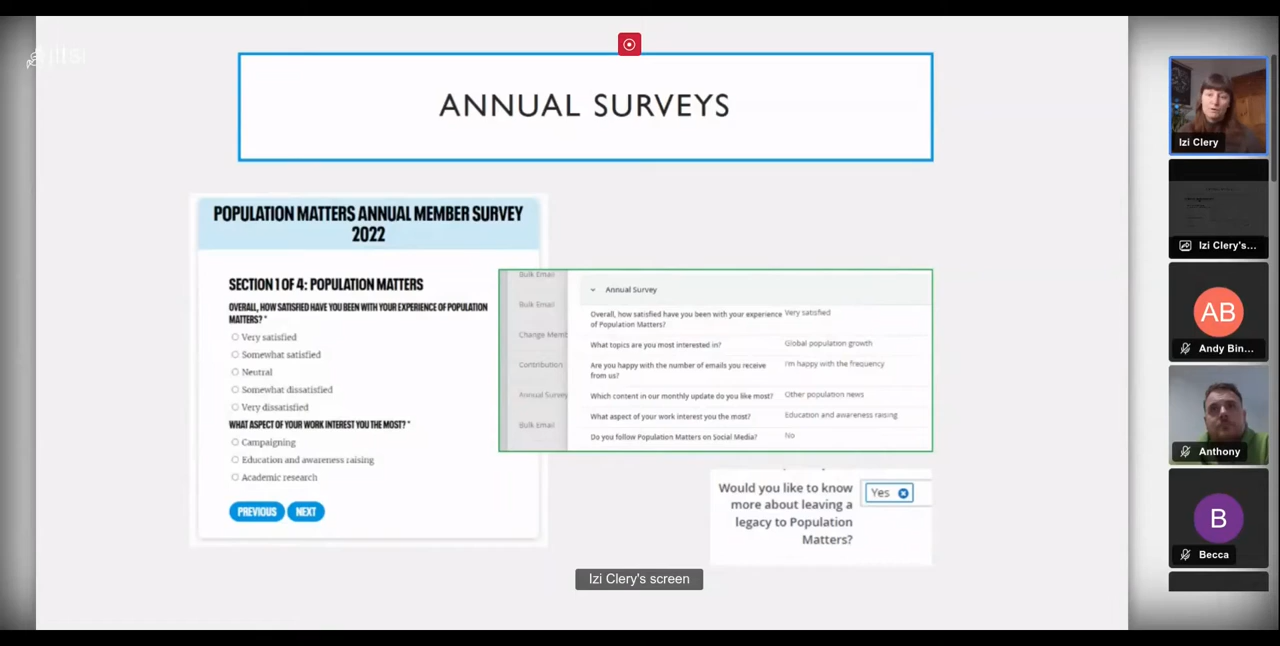 ANNUAL SURVEYS
POPULATION MATTERS ANNUAL MEMBER SURVEY
2022
SECTION 1 OF 4: POPULATION MATTERS
OVERALL, HOW SATISFIED HAVE YOU BEEN WITH YOUR EXPERIENCE OF POPULATION
MATTERS? *
Very satisfied
Somewhat satisfied
Neutral
Somewhat dissatisfied
Very dissatisfied
WHAT ASPECT OF YOUR WORK INTEREST YOU THE MOST? *
Campaigning
Education and awareness raising
Academic research
PREVIOUS NEXT
Bulk Email
Bulk Email
Change Memb
Contribution
Annual Survey
Bulk Email
Annual Survey
Overall, how satisfied have you been with your experience Very satisfied
of Population Matters?
What topics are you most interested in? Global population growth
Are you happy with the number of emails you receive I'm happy with the frequency
from us?
Which content in our monthly update do you like most? Other population news
What aspect of your work interest you the most? Education and awareness raising
Do you follow Population Matters on Social Media? No
Would you like to know Yes
more about leaving a
legacy to Population
Matters?
Izi Clery's screen
Izi Clery
Izi Clery's...
AB
Andy Bin...
Anthony
B
Becca